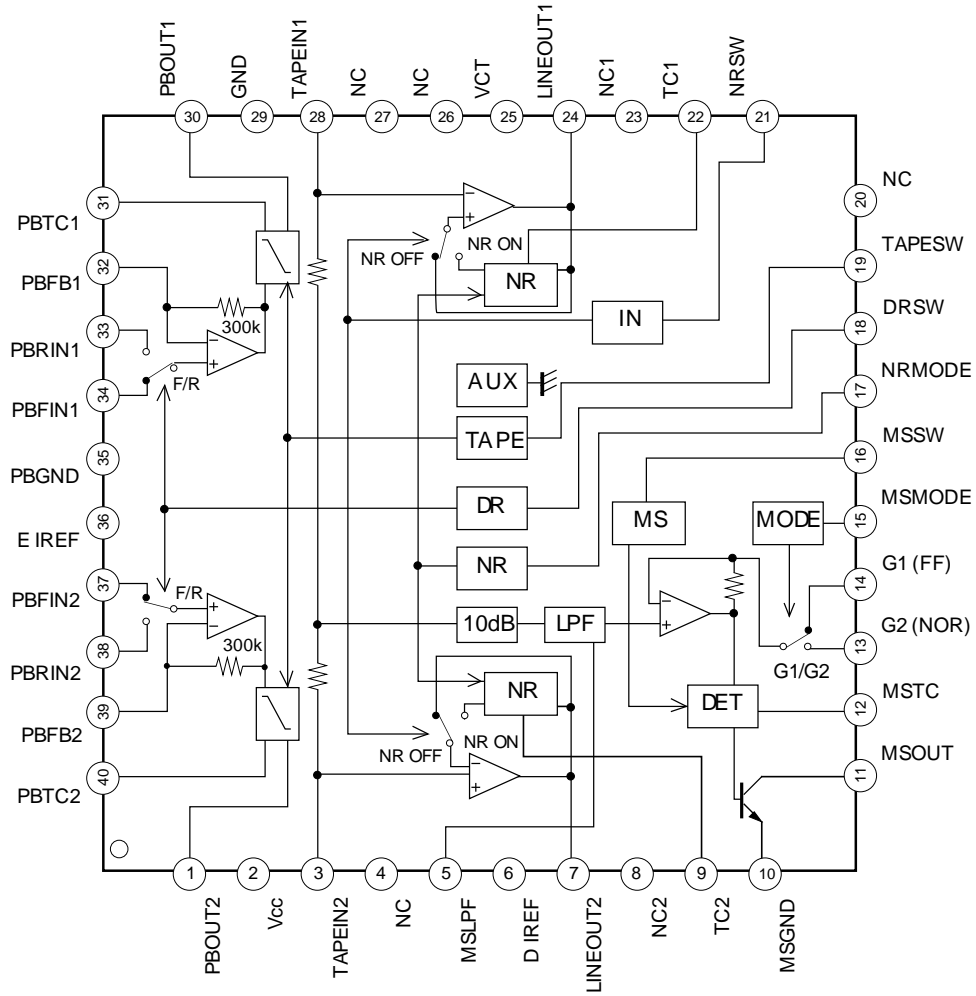 PBOUT1
GND
TAPEIN1
NC
NC
VCT
LINEOUT1
NC1
TC1
NRSW
30
29
28
27
26
25
24
23
22
21
31
PBTC1
32
PBFB1
33
PBRIN1
34
PBFIN1
35
PBGND
36
E IREF
37
PBFIN2
38
PBRIN2
39
PBFB2
40
PBTC2
NC
20
TAPESW
19
DRSW
18
NRMODE
17
MSSW
16
MSMODE
15
G1 (FF)
14
G2 (NOR)
13
MSTC
12
MSOUT
11
−
+
NR OFF
NR ON
NR
300k
−
+
F/R
IN
AUX
TAPE
DR
MS
MODE
NR
F/R
+
−
300k
10dB
LPF
−
+
G1/G2
NR
DET
NR OFF
NR ON
−
+
1
2
3
4
5
6
7
8
9
10
PBOUT2
Vcc
TAPEIN2
NC
MSLPF
D IREF
LINEOUT2
NC2
TC2
MSGND